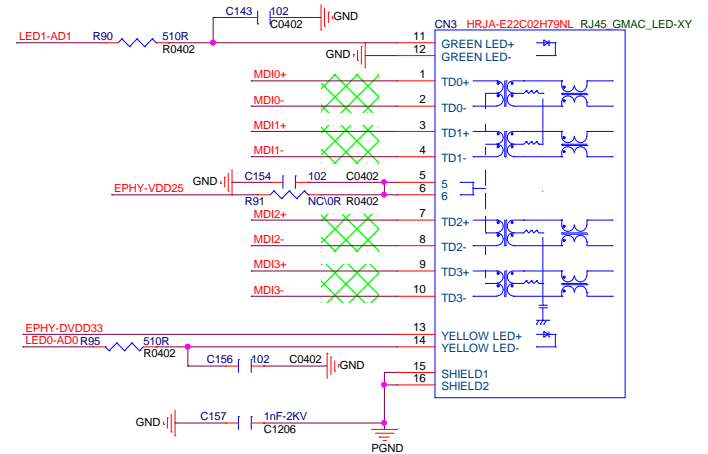 C143 102 GND
C0402
CN3 HRJA-E22C02H79NL RJ45_GMAC_LED-XY
LED1-AD1 R90 510R 11 GREEN LED+
R0402
GND 12 GREEN LED-
MDI0+ 1 TD0+
MDI0- 2 TD0-
MDI1+ 3 TD1+
MDI1- 4 TD1-
GND C154 102 C0402 5 5
EPHY-VDD25 6 6
R91 NC\0R R0402
MDI2+ 7 TD2+
MDI2- 8 TD2-
MDI3+ 9 TD3+
MDI3- 10 TD3-
EPHY-DVDD33 13 YELLOW LED+
LED0-AD0 R95 510R 14 YELLOW LED-
R0402
C156 102 C0402 GND
15 SHIELD1
16 SHIELD2
GND C157 1nF-2KV
C1206
PGND